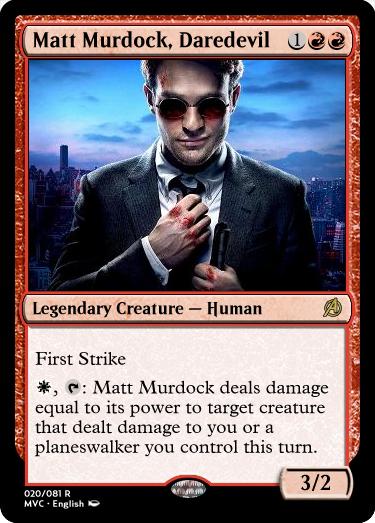 Matt Murdock, Daredevil 1
Legendary Creature — Human
First Strike
: Matt Murdock deals damage
equal to its power to target creature
that dealt damage to you or a
planeswalker you control this turn.
3/2
020/081 R
MVC • English